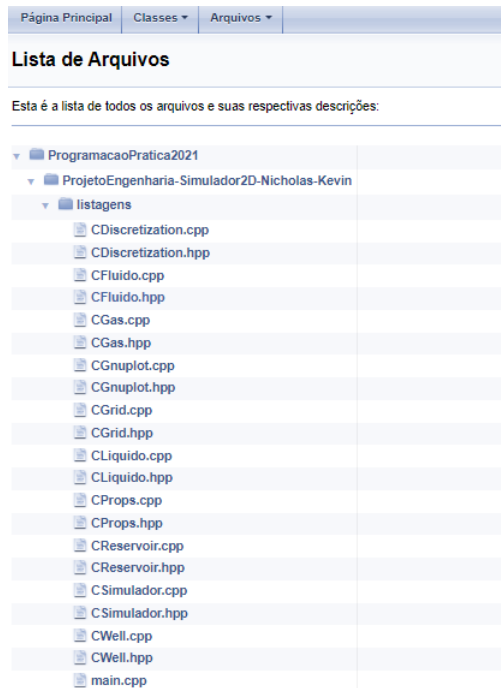 Página Principal Classes Arquivos
Lista de Arquivos
Esta é a lista de todos os arquivos e suas respectivas descrições:
ProgramacaoPratica2021
ProjetoEngenharia-Simulador2D-Nicholas-Kevin
listagens
CDiscretization.cpp
CDiscretization.hpp
CFluido.cpp
CFluido.hpp
CGas.cpp
CGas.hpp
CGnuplot.cpp
CGnuplot.hpp
CGrid.cpp
CGrid.hpp
CLiquido.cpp
CLiquido.hpp
CProps.cpp
CProps.hpp
CReservoir.cpp
CReservoir.hpp
CSimulador.cpp
CSimulador.hpp
CWell.cpp
CWell.hpp
main.cpp